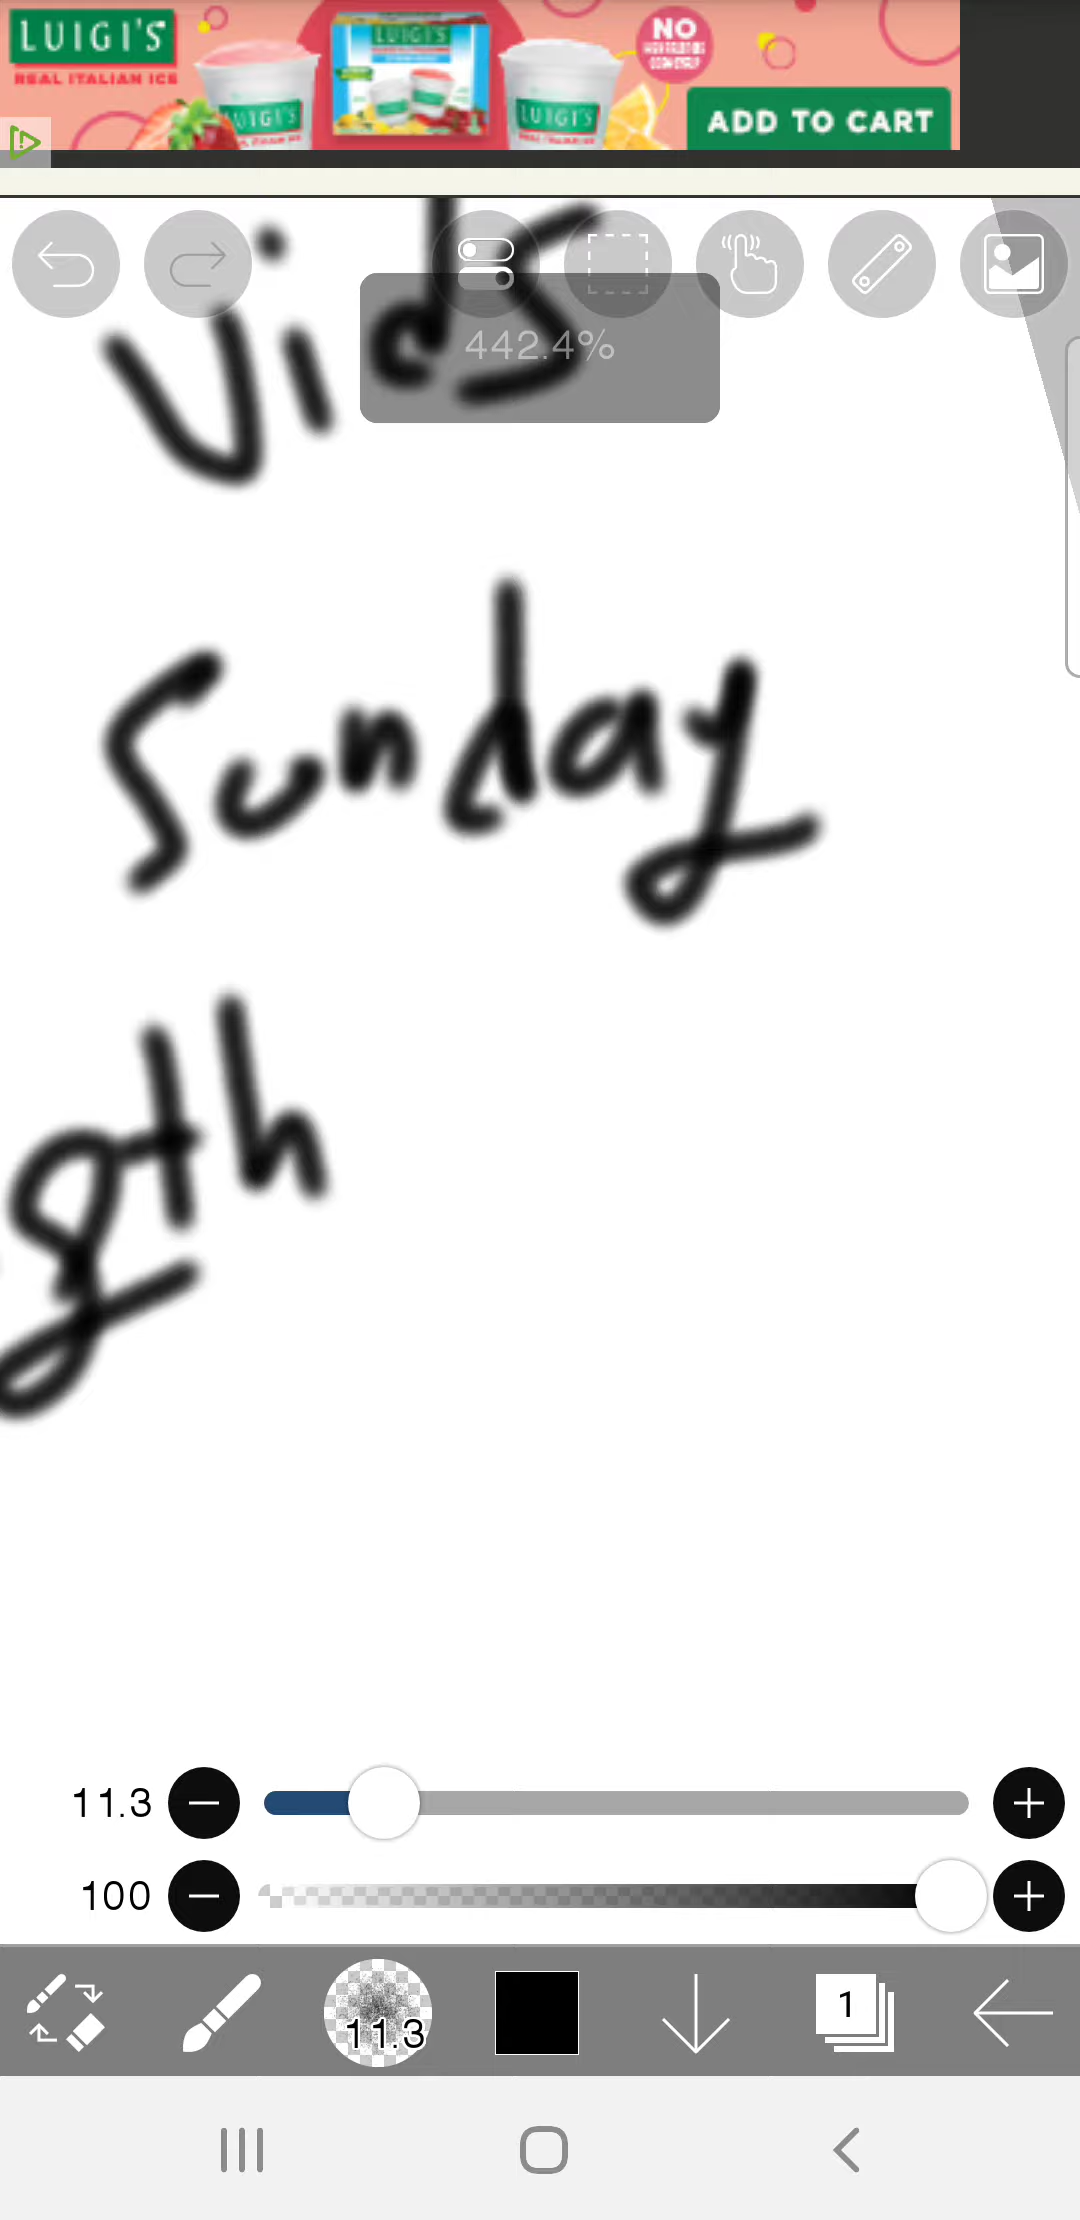 LUIGI'S
REAL ITALIAN ICE
LUIGI'S
LUIGI'S
LUIGI'S
NO
ADD TO CART
Vids
442.4%
Sunday
8th
11.3
100
11.3
1